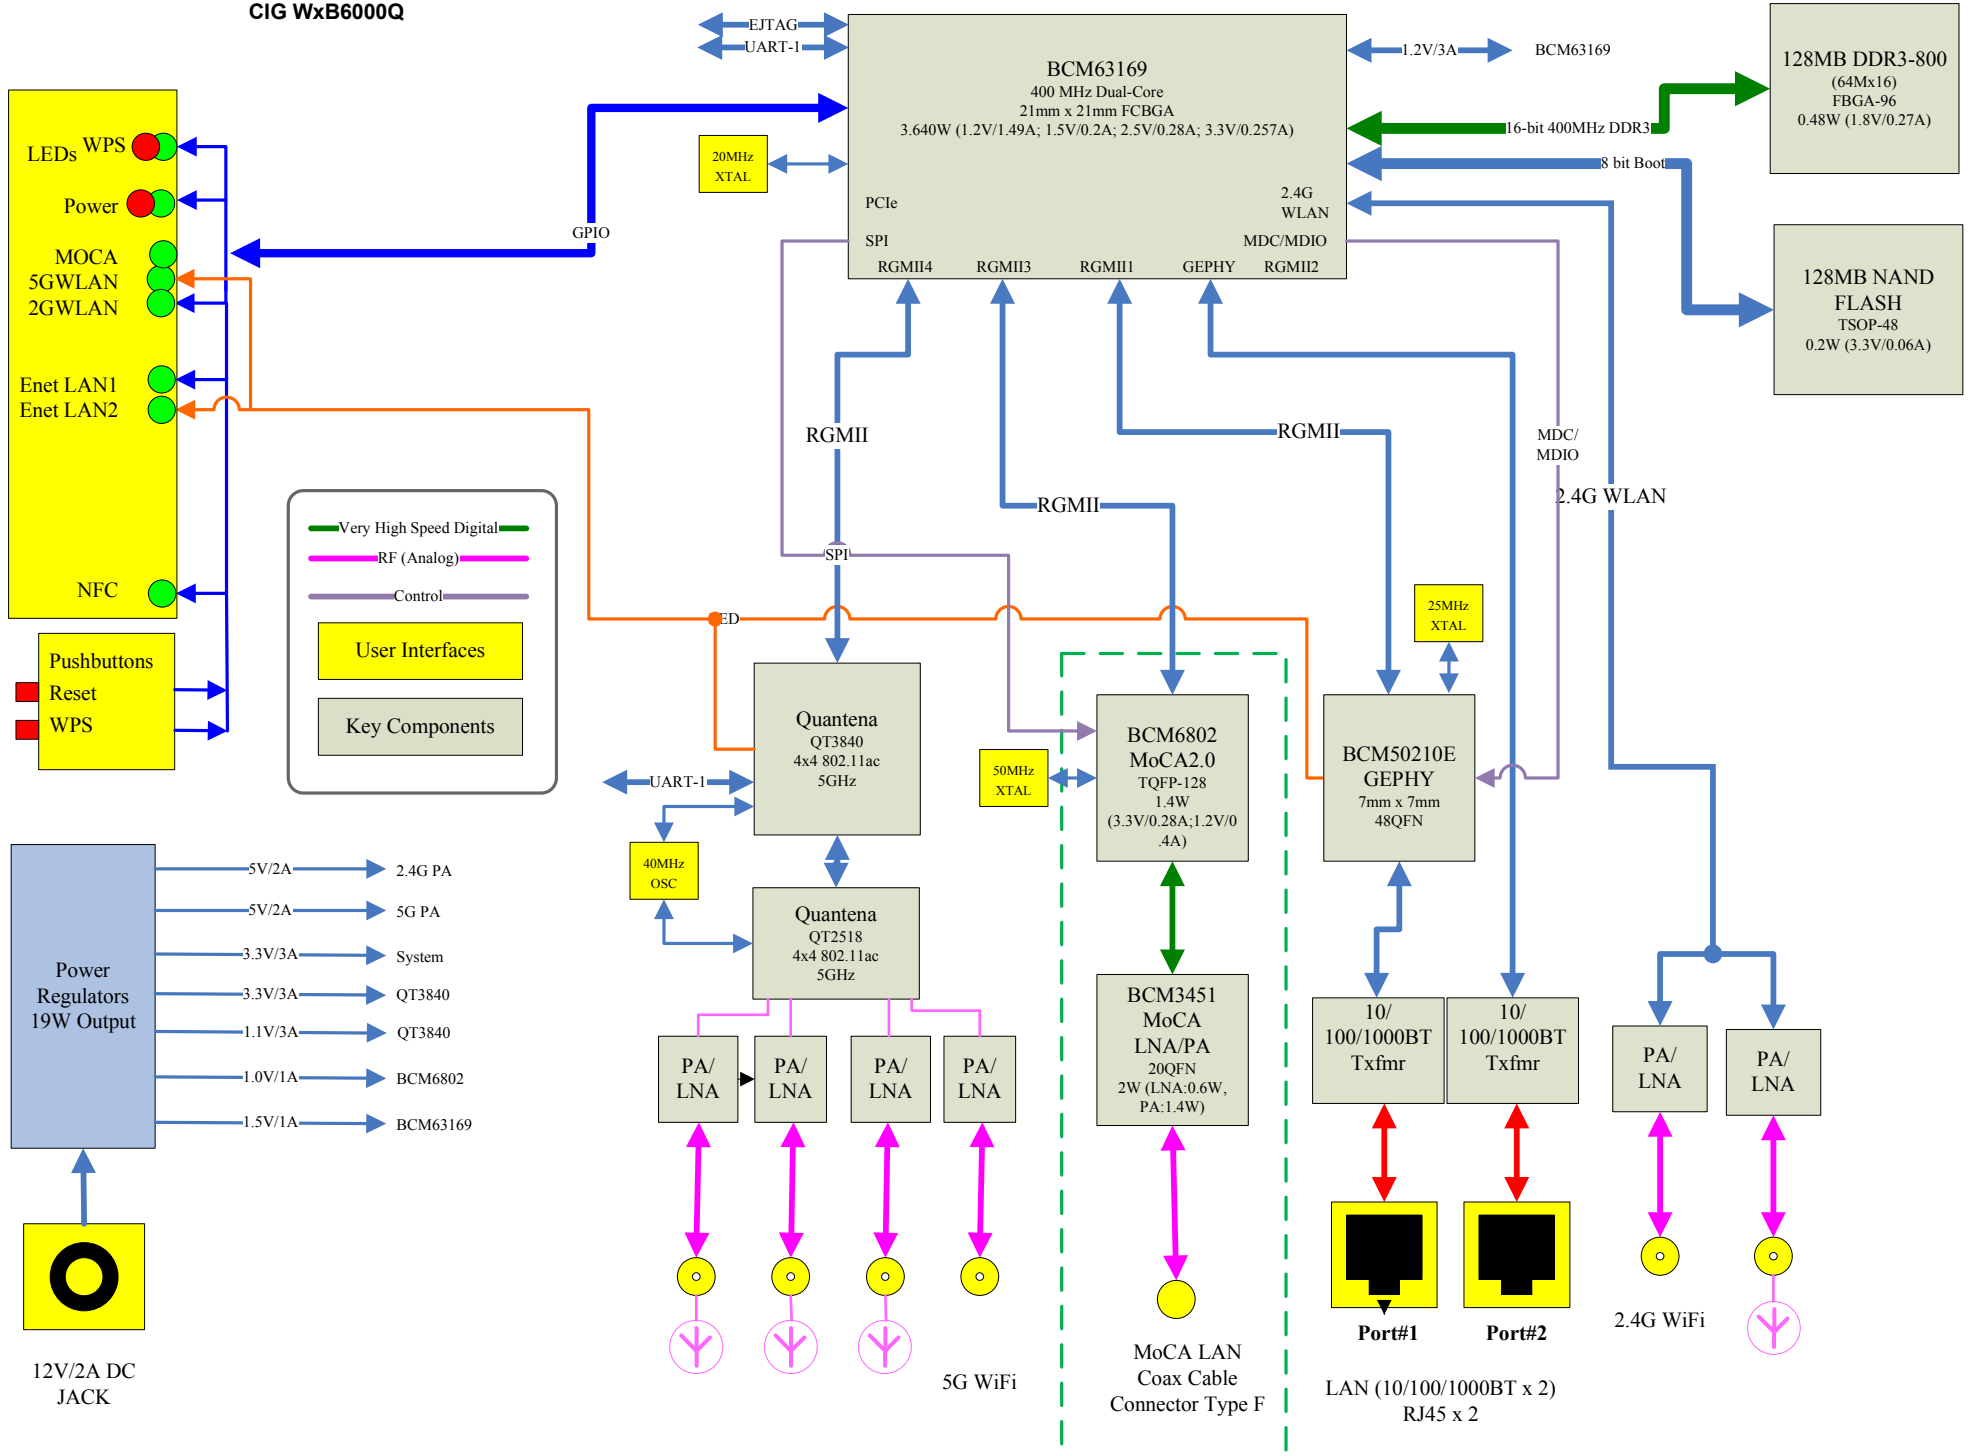 CIG WxB6000Q
EJTAG
UART-1
BCM63169
400 MHz Dual-Core
21mm x 21mm FCBGA
3.640W (1.2V/1.49A; 1.5V/0.2A; 2.5V/0.28A; 3.3V/0.257A)
1.2V/3A
BCM63169
128MB DDR3-800
(64Mx16)
FBGA-96
0.48W (1.8V/0.27A)
16-bit 400MHz DDR3
8 bit Boot
20MHz
XTAL
PCIe
SPI
RGMII4
RGMII3
RGMII1
GEPHY
RGMII2
2.4G
WLAN
MDC/MDIO
128MB NAND
FLASH
TSOP-48
0.2W (3.3V/0.06A)
LEDs
WPS
Power
MOCA
5GWLAN
2GWLAN
Enet LAN1
Enet LAN2
NFC
GPIO
Pushbuttons
Reset
WPS
Very High Speed Digital
RF (Analog)
Control
User Interfaces
Key Components
RGMII
RGMII
RGMII
SPI
MDC/
MDIO
2.4G WLAN
ED
25MHz
XTAL
Quantena
QT3840
4x4 802.11ac
5GHz
UART-1
40MHz
OSC
50MHz
XTAL
BCM6802
MoCA2.0
TQFP-128
1.4W
(3.3V/0.28A;1.2V/0
.4A)
BCM50210E
GEPHY
7mm x 7mm
48QFN
Quantena
QT2518
4x4 802.11ac
5GHz
BCM3451
MoCA
LNA/PA
20QFN
2W (LNA:0.6W,
PA:1.4W)
10/
100/1000BT
Txfmr
10/
100/1000BT
Txfmr
PA/
LNA
PA/
LNA
PA/
LNA
PA/
LNA
PA/
LNA
PA/
LNA
Power
Regulators
19W Output
5V/2A
2.4G PA
5V/2A
5G PA
3.3V/3A
System
3.3V/3A
QT3840
1.1V/3A
QT3840
1.0V/1A
BCM6802
1.5V/1A
BCM63169
12V/2A DC
JACK
5G WiFi
MoCA LAN
Coax Cable
Connector Type F
Port#1
Port#2
LAN (10/100/1000BT x 2)
RJ45 x 2
2.4G WiFi